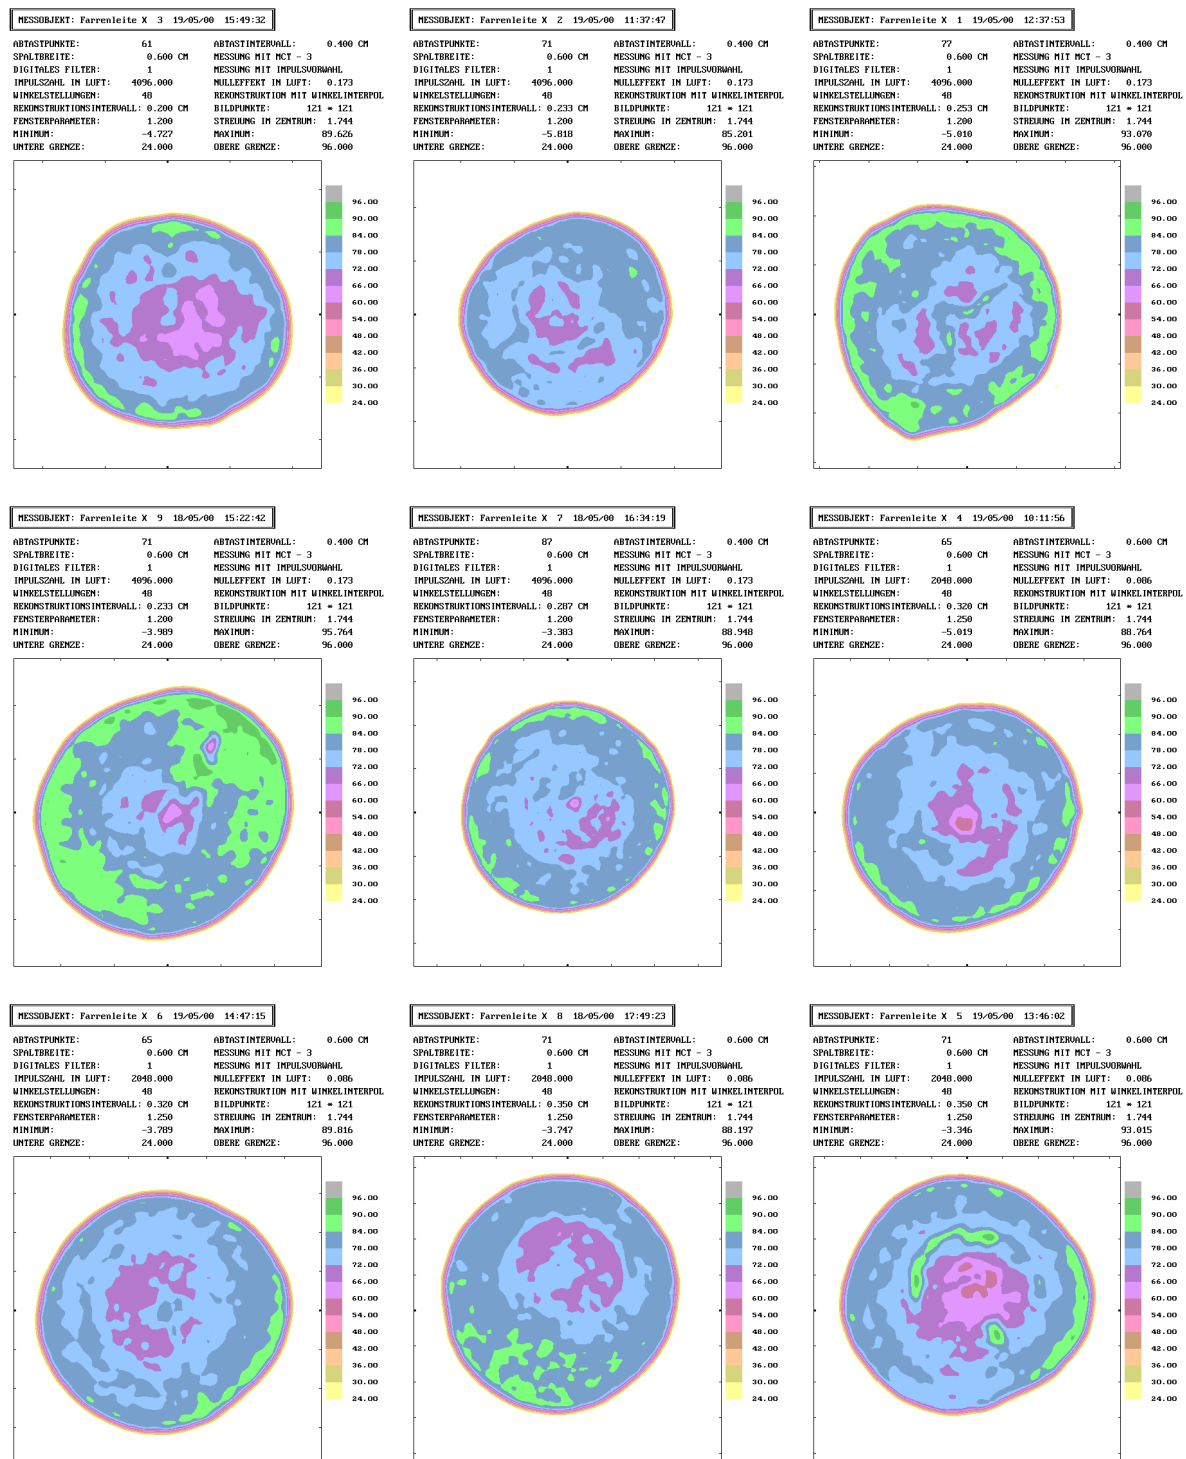 MESSOBJEKT: Farrenleite X  3  19/05/00  15:49:32
ABTASTPUNKTE: 61 ABTASTINTERVALL: 0.400 CM
SPALTBREITE: 0.600 CM MESSUNG MIT MCT - 3
DIGITALES FILTER: 1 MESSUNG MIT IMPULSVORWAHL
IMPULSZAHL IN LUFT: 4096.000 NULLEFFEKT IN LUFT: 0.173
WINKELSTELLUNGEN: 48 REKONSTRUKTION MIT WINKELINTERPOL
REKONSTRUKTIONSINTERVALL: 0.200 CM BILDPUNKTE: 121 * 121
FENSTERPARAMETER: 1.200 STREUUNG IM ZENTRUM: 1.744
MINIMUM: -4.727 MAXIMUM: 89.626
UNTERE GRENZE: 24.000 OBERE GRENZE: 96.000
96.00
90.00
84.00
78.00
72.00
66.00
60.00
54.00
48.00
42.00
36.00
30.00
24.00
MESSOBJEKT: Farrenleite X  2  19/05/00  11:37:47
ABTASTPUNKTE: 71 ABTASTINTERVALL: 0.400 CM
SPALTBREITE: 0.600 CM MESSUNG MIT MCT - 3
DIGITALES FILTER: 1 MESSUNG MIT IMPULSVORWAHL
IMPULSZAHL IN LUFT: 4096.000 NULLEFFEKT IN LUFT: 0.173
WINKELSTELLUNGEN: 48 REKONSTRUKTION MIT WINKELINTERPOL
REKONSTRUKTIONSINTERVALL: 0.233 CM BILDPUNKTE: 121 * 121
FENSTERPARAMETER: 1.200 STREUUNG IM ZENTRUM: 1.744
MINIMUM: -5.818 MAXIMUM: 85.201
UNTERE GRENZE: 24.000 OBERE GRENZE: 96.000
96.00
90.00
84.00
78.00
72.00
66.00
60.00
54.00
48.00
42.00
36.00
30.00
24.00
MESSOBJEKT: Farrenleite X  1  19/05/00  12:37:53
ABTASTPUNKTE: 77 ABTASTINTERVALL: 0.400 CM
SPALTBREITE: 0.600 CM MESSUNG MIT MCT - 3
DIGITALES FILTER: 1 MESSUNG MIT IMPULSVORWAHL
IMPULSZAHL IN LUFT: 4096.000 NULLEFFEKT IN LUFT: 0.173
WINKELSTELLUNGEN: 48 REKONSTRUKTION MIT WINKELINTERPOL
REKONSTRUKTIONSINTERVALL: 0.253 CM BILDPUNKTE: 121 * 121
FENSTERPARAMETER: 1.200 STREUUNG IM ZENTRUM: 1.744
MINIMUM: -5.010 MAXIMUM: 93.070
UNTERE GRENZE: 24.000 OBERE GRENZE: 96.000
96.00
90.00
84.00
78.00
72.00
66.00
60.00
54.00
48.00
42.00
36.00
30.00
24.00
MESSOBJEKT: Farrenleite X  9  18/05/00  15:22:42
ABTASTPUNKTE: 71 ABTASTINTERVALL: 0.400 CM
SPALTBREITE: 0.600 CM MESSUNG MIT MCT - 3
DIGITALES FILTER: 1 MESSUNG MIT IMPULSVORWAHL
IMPULSZAHL IN LUFT: 4096.000 NULLEFFEKT IN LUFT: 0.173
WINKELSTELLUNGEN: 48 REKONSTRUKTION MIT WINKELINTERPOL
REKONSTRUKTIONSINTERVALL: 0.233 CM BILDPUNKTE: 121 * 121
FENSTERPARAMETER: 1.200 STREUUNG IM ZENTRUM: 1.744
MINIMUM: -3.989 MAXIMUM: 95.764
UNTERE GRENZE: 24.000 OBERE GRENZE: 96.000
96.00
90.00
84.00
78.00
72.00
66.00
60.00
54.00
48.00
42.00
36.00
30.00
24.00
MESSOBJEKT: Farrenleite X  7  18/05/00  16:34:19
ABTASTPUNKTE: 87 ABTASTINTERVALL: 0.400 CM
SPALTBREITE: 0.600 CM MESSUNG MIT MCT - 3
DIGITALES FILTER: 1 MESSUNG MIT IMPULSVORWAHL
IMPULSZAHL IN LUFT: 4096.000 NULLEFFEKT IN LUFT: 0.173
WINKELSTELLUNGEN: 48 REKONSTRUKTION MIT WINKELINTERPOL
REKONSTRUKTIONSINTERVALL: 0.287 CM BILDPUNKTE: 121 * 121
FENSTERPARAMETER: 1.200 STREUUNG IM ZENTRUM: 1.744
MINIMUM: -3.383 MAXIMUM: 88.948
UNTERE GRENZE: 24.000 OBERE GRENZE: 96.000
96.00
90.00
84.00
78.00
72.00
66.00
60.00
54.00
48.00
42.00
36.00
30.00
24.00
MESSOBJEKT: Farrenleite X  4  19/05/00  10:11:56
ABTASTPUNKTE: 65 ABTASTINTERVALL: 0.600 CM
SPALTBREITE: 0.600 CM MESSUNG MIT MCT - 3
DIGITALES FILTER: 1 MESSUNG MIT IMPULSVORWAHL
IMPULSZAHL IN LUFT: 2048.000 NULLEFFEKT IN LUFT: 0.086
WINKELSTELLUNGEN: 48 REKONSTRUKTION MIT WINKELINTERPOL
REKONSTRUKTIONSINTERVALL: 0.320 CM BILDPUNKTE: 121 * 121
FENSTERPARAMETER: 1.250 STREUUNG IM ZENTRUM: 1.744
MINIMUM: -5.019 MAXIMUM: 88.764
UNTERE GRENZE: 24.000 OBERE GRENZE: 96.000
96.00
90.00
84.00
78.00
72.00
66.00
60.00
54.00
48.00
42.00
36.00
30.00
24.00
MESSOBJEKT: Farrenleite X  6  19/05/00  14:47:15
ABTASTPUNKTE: 65 ABTASTINTERVALL: 0.600 CM
SPALTBREITE: 0.600 CM MESSUNG MIT MCT - 3
DIGITALES FILTER: 1 MESSUNG MIT IMPULSVORWAHL
IMPULSZAHL IN LUFT: 2048.000 NULLEFFEKT IN LUFT: 0.086
WINKELSTELLUNGEN: 48 REKONSTRUKTION MIT WINKELINTERPOL
REKONSTRUKTIONSINTERVALL: 0.320 CM BILDPUNKTE: 121 * 121
FENSTERPARAMETER: 1.250 STREUUNG IM ZENTRUM: 1.744
MINIMUM: -3.789 MAXIMUM: 89.816
UNTERE GRENZE: 24.000 OBERE GRENZE: 96.000
96.00
90.00
84.00
78.00
72.00
66.00
60.00
54.00
48.00
42.00
36.00
30.00
24.00
MESSOBJEKT: Farrenleite X  8  18/05/00  17:49:23
ABTASTPUNKTE: 71 ABTASTINTERVALL: 0.600 CM
SPALTBREITE: 0.600 CM MESSUNG MIT MCT - 3
DIGITALES FILTER: 1 MESSUNG MIT IMPULSVORWAHL
IMPULSZAHL IN LUFT: 2048.000 NULLEFFEKT IN LUFT: 0.086
WINKELSTELLUNGEN: 48 REKONSTRUKTION MIT WINKELINTERPOL
REKONSTRUKTIONSINTERVALL: 0.350 CM BILDPUNKTE: 121 * 121
FENSTERPARAMETER: 1.250 STREUUNG IM ZENTRUM: 1.744
MINIMUM: -3.747 MAXIMUM: 88.197
UNTERE GRENZE: 24.000 OBERE GRENZE: 96.000
96.00
90.00
84.00
78.00
72.00
66.00
60.00
54.00
48.00
42.00
36.00
30.00
24.00
MESSOBJEKT: Farrenleite X  5  19/05/00  13:46:02
ABTASTPUNKTE: 71 ABTASTINTERVALL: 0.600 CM
SPALTBREITE: 0.600 CM MESSUNG MIT MCT - 3
DIGITALES FILTER: 1 MESSUNG MIT IMPULSVORWAHL
IMPULSZAHL IN LUFT: 2048.000 NULLEFFEKT IN LUFT: 0.086
WINKELSTELLUNGEN: 48 REKONSTRUKTION MIT WINKELINTERPOL
REKONSTRUKTIONSINTERVALL: 0.350 CM BILDPUNKTE: 121 * 121
FENSTERPARAMETER: 1.250 STREUUNG IM ZENTRUM: 1.744
MINIMUM: -3.346 MAXIMUM: 93.015
UNTERE GRENZE: 24.000 OBERE GRENZE: 96.000
96.00
90.00
84.00
78.00
72.00
66.00
60.00
54.00
48.00
42.00
36.00
30.00
24.00